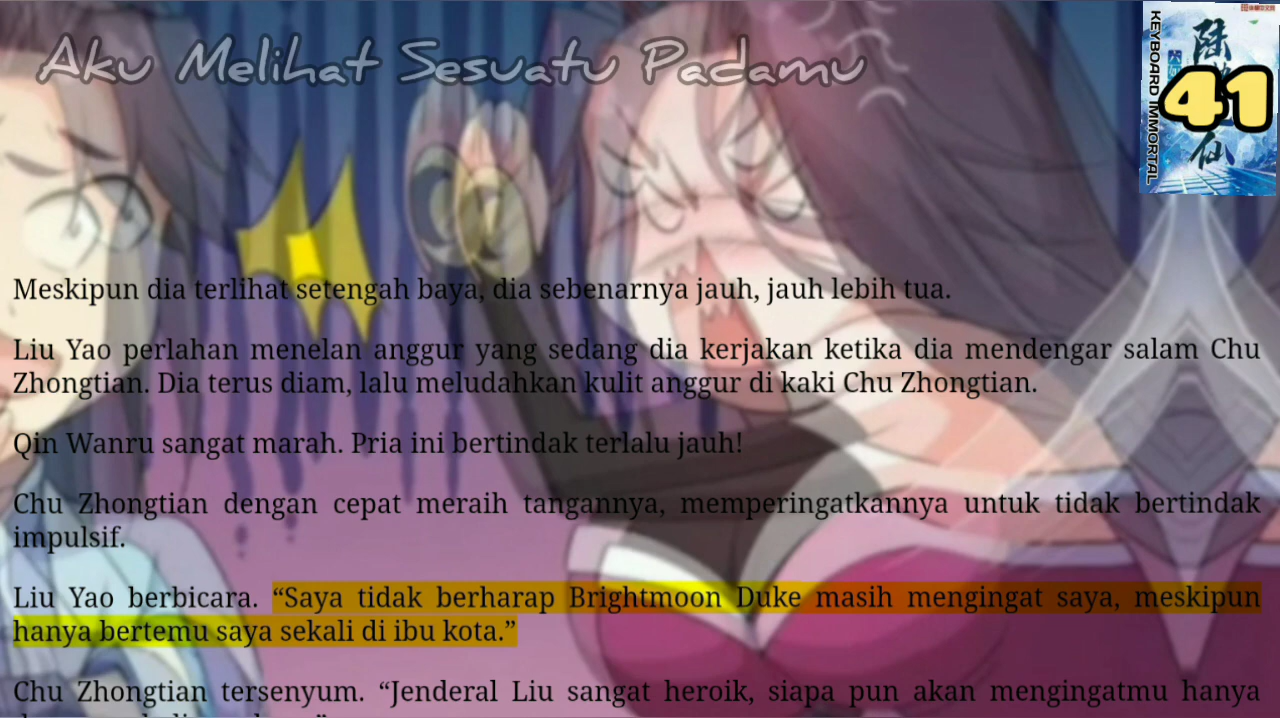 Aku Melihat Sesuatu Padamu
KEYBOARD IMMORTAL
41
Meskipun dia terlihat setengah baya, dia sebenarnya jauh, jauh lebih tua.
Liu Yao perlahan menelan anggur yang sedang dia kerjakan ketika dia mendengar salam Chu
Zhongtian. Dia terus diam, lalu meludahkan kulit anggur di kaki Chu Zhongtian.
Qin Wanru sangat marah. Pria ini bertindak terlalu jauh!
Chu Zhongtian dengan cepat meraih tangannya, memperingatkannya untuk tidak bertindak
impulsif.
Liu Yao berbicara. “Saya tidak berharap Brightmoon Duke masih mengingat saya, meskipun
hanya bertemu saya sekali di ibu kota.”
Chu Zhongtian tersenyum. “Jenderal Liu sangat heroik, siapa pun akan mengingatmu hanya